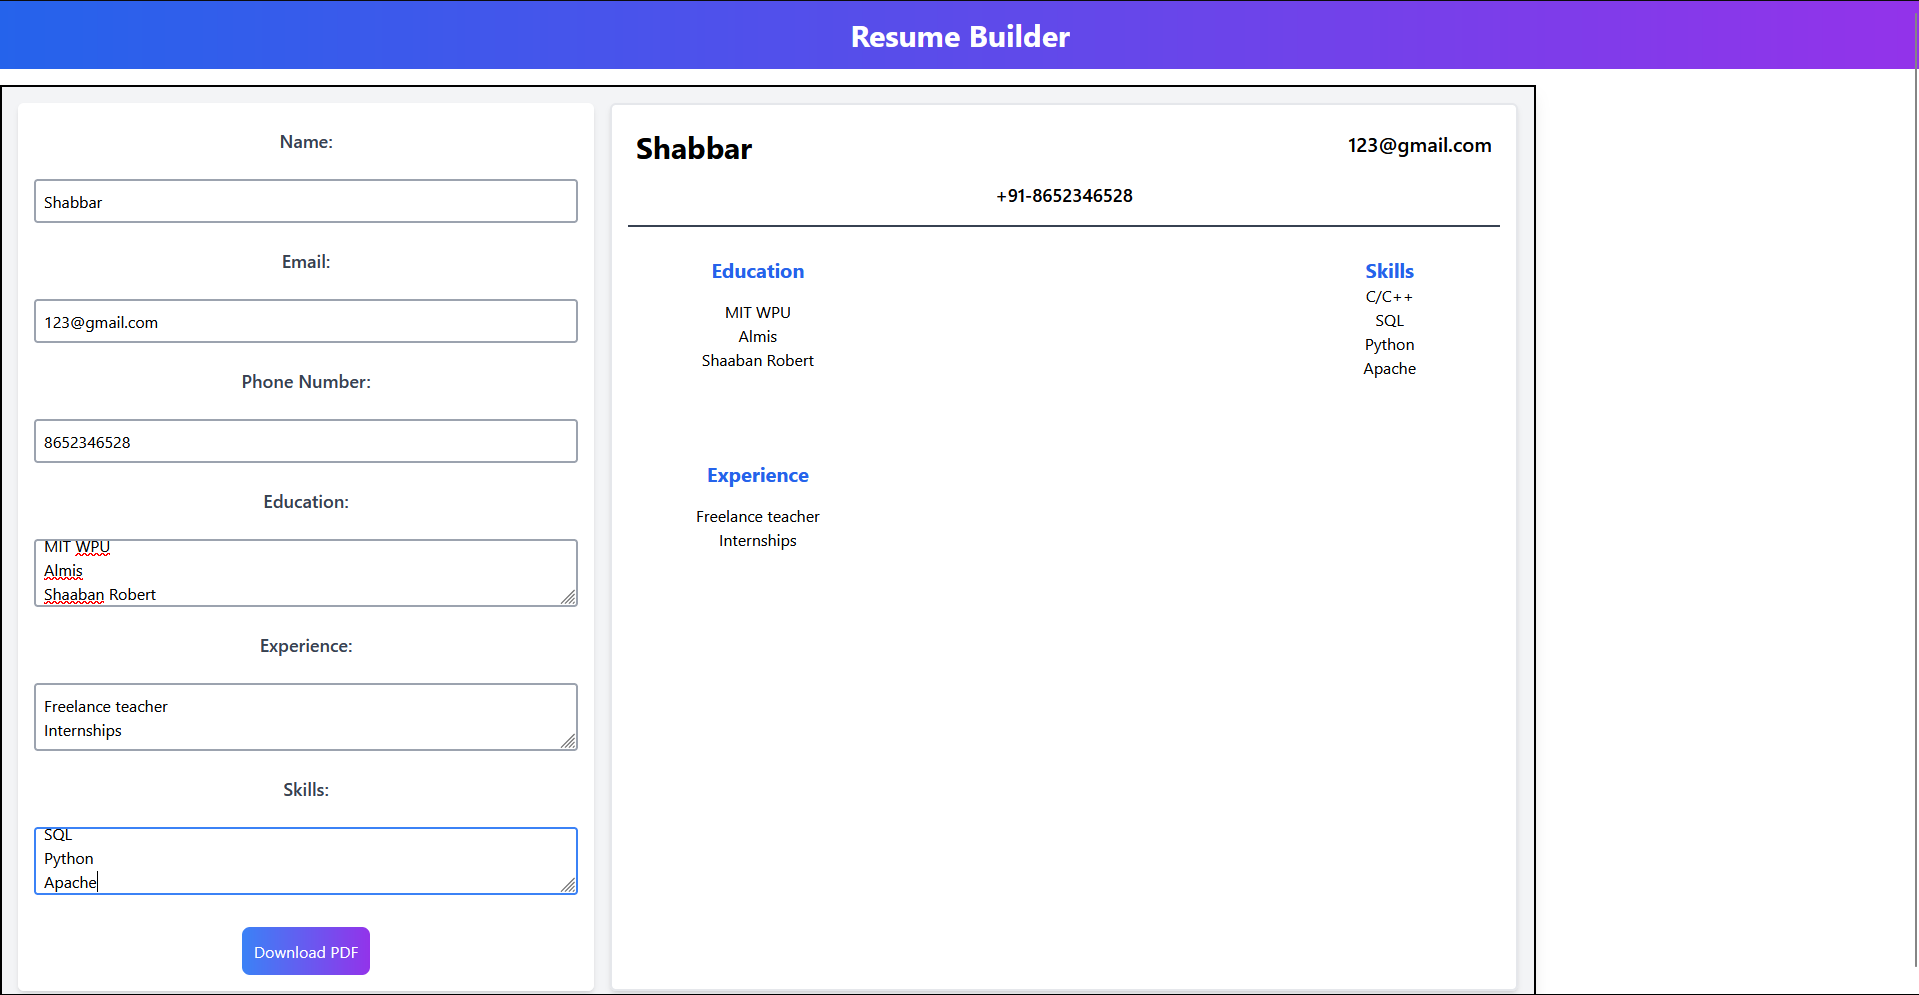 Resume Builder
Name:
Shabbar
Email:
123@gmail.com
Phone Number:
8652346528
Education:
MIT WPU
Almis
Shaaban Robert
Experience:
Freelance teacher
Internships
Skills:
SQL
Python
Apache
Download PDF
Shabbar
123@gmail.com
+91-8652346528
Education
MIT WPU
Almis
Shaaban Robert
Skills
C/C++
SQL
Python
Apache
Experience
Freelance teacher
Internships